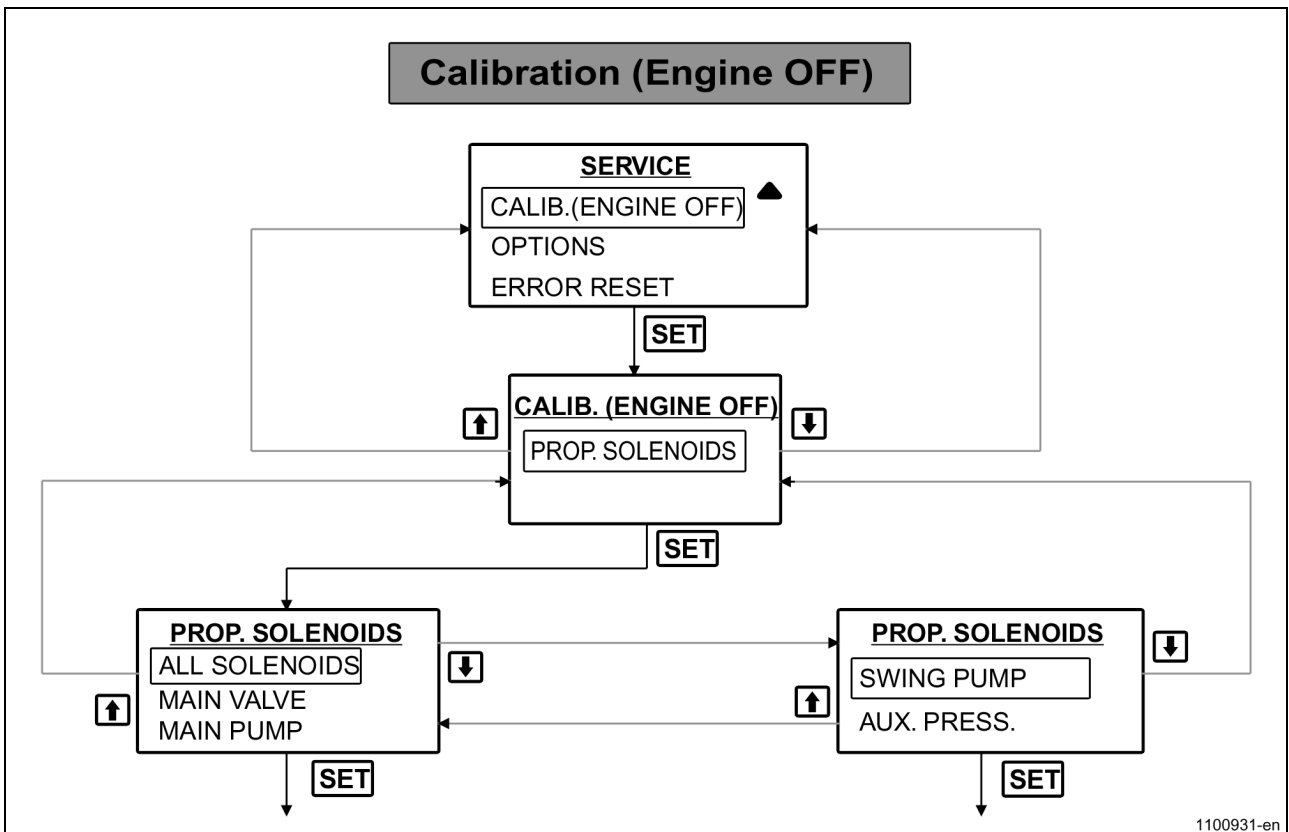 Calibration (Engine OFF)
SERVICE
CALIB.(ENGINE OFF)
OPTIONS
ERROR RESET
SET
CALIB. (ENGINE OFF)
PROP. SOLENOIDS
SET
PROP. SOLENOIDS
ALL SOLENOIDS
MAIN VALVE
MAIN PUMP
SET
PROP. SOLENOIDS
SWING PUMP
AUX. PRESS.
SET
1100931-en